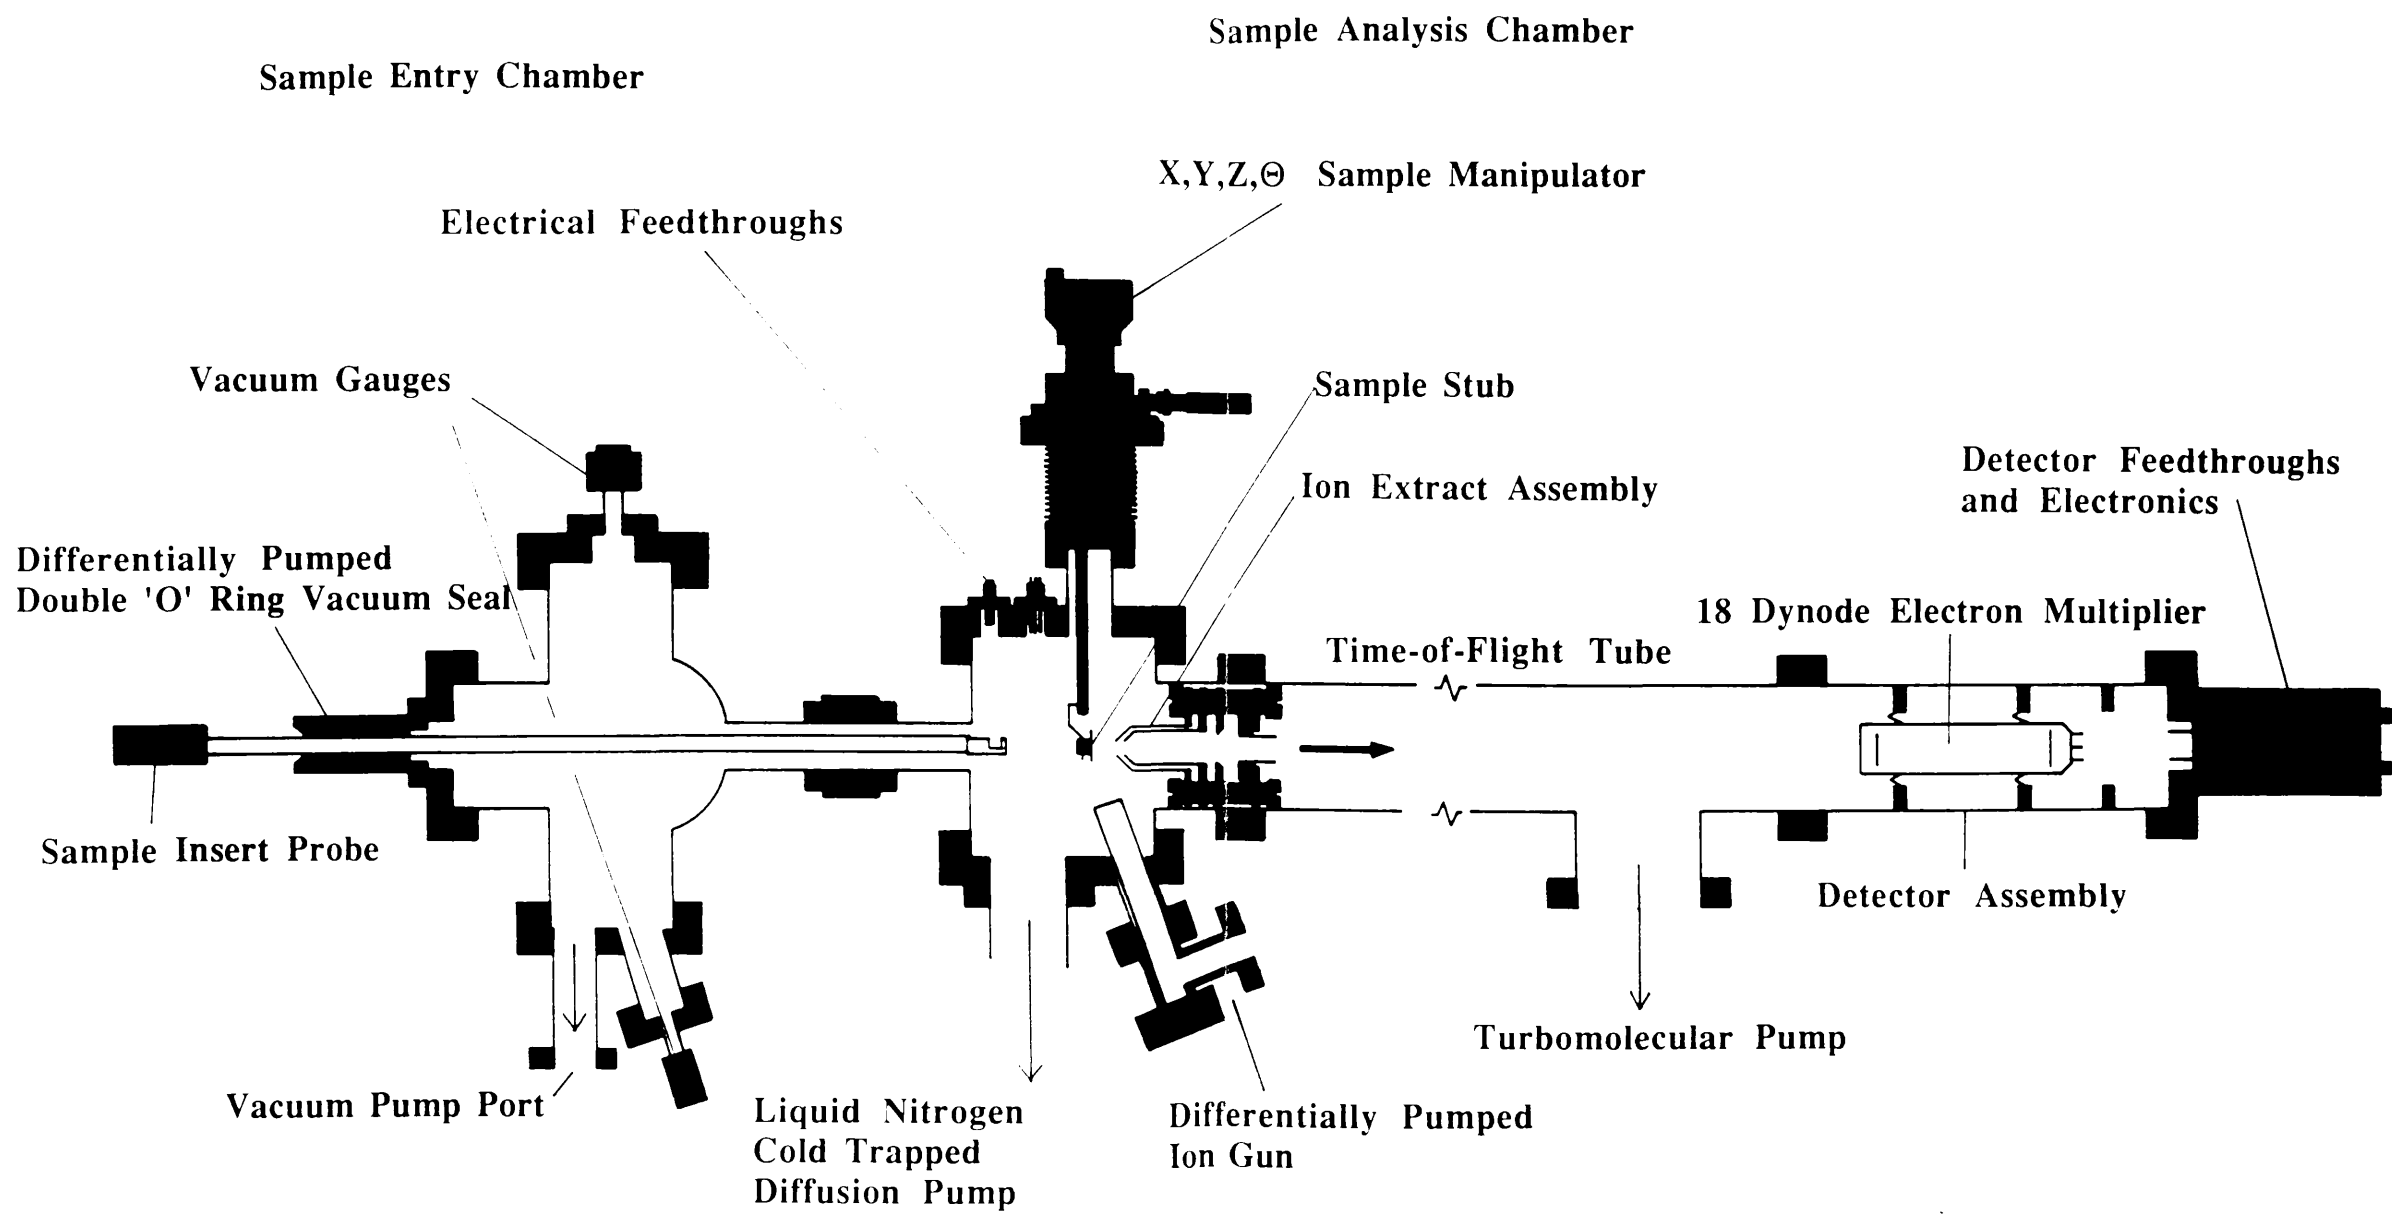 Sample Analysis Chamber
Sample Entry Chamber
X,Y,Z,Θ Sample Manipulator
Electrical Feedthroughs
Vacuum Gauges
Sample Stub
Ion Extract Assembly
Detector Feedthroughs
and Electronics
Differentially Pumped
Double 'O' Ring Vacuum Seal
18 Dynode Electron Multiplier
Time-of-Flight Tube
Sample Insert Probe
Detector Assembly
Turbomolecular Pump
Vacuum Pump Port
Liquid Nitrogen
Cold Trapped
Diffusion Pump
Differentially Pumped
Ion Gun